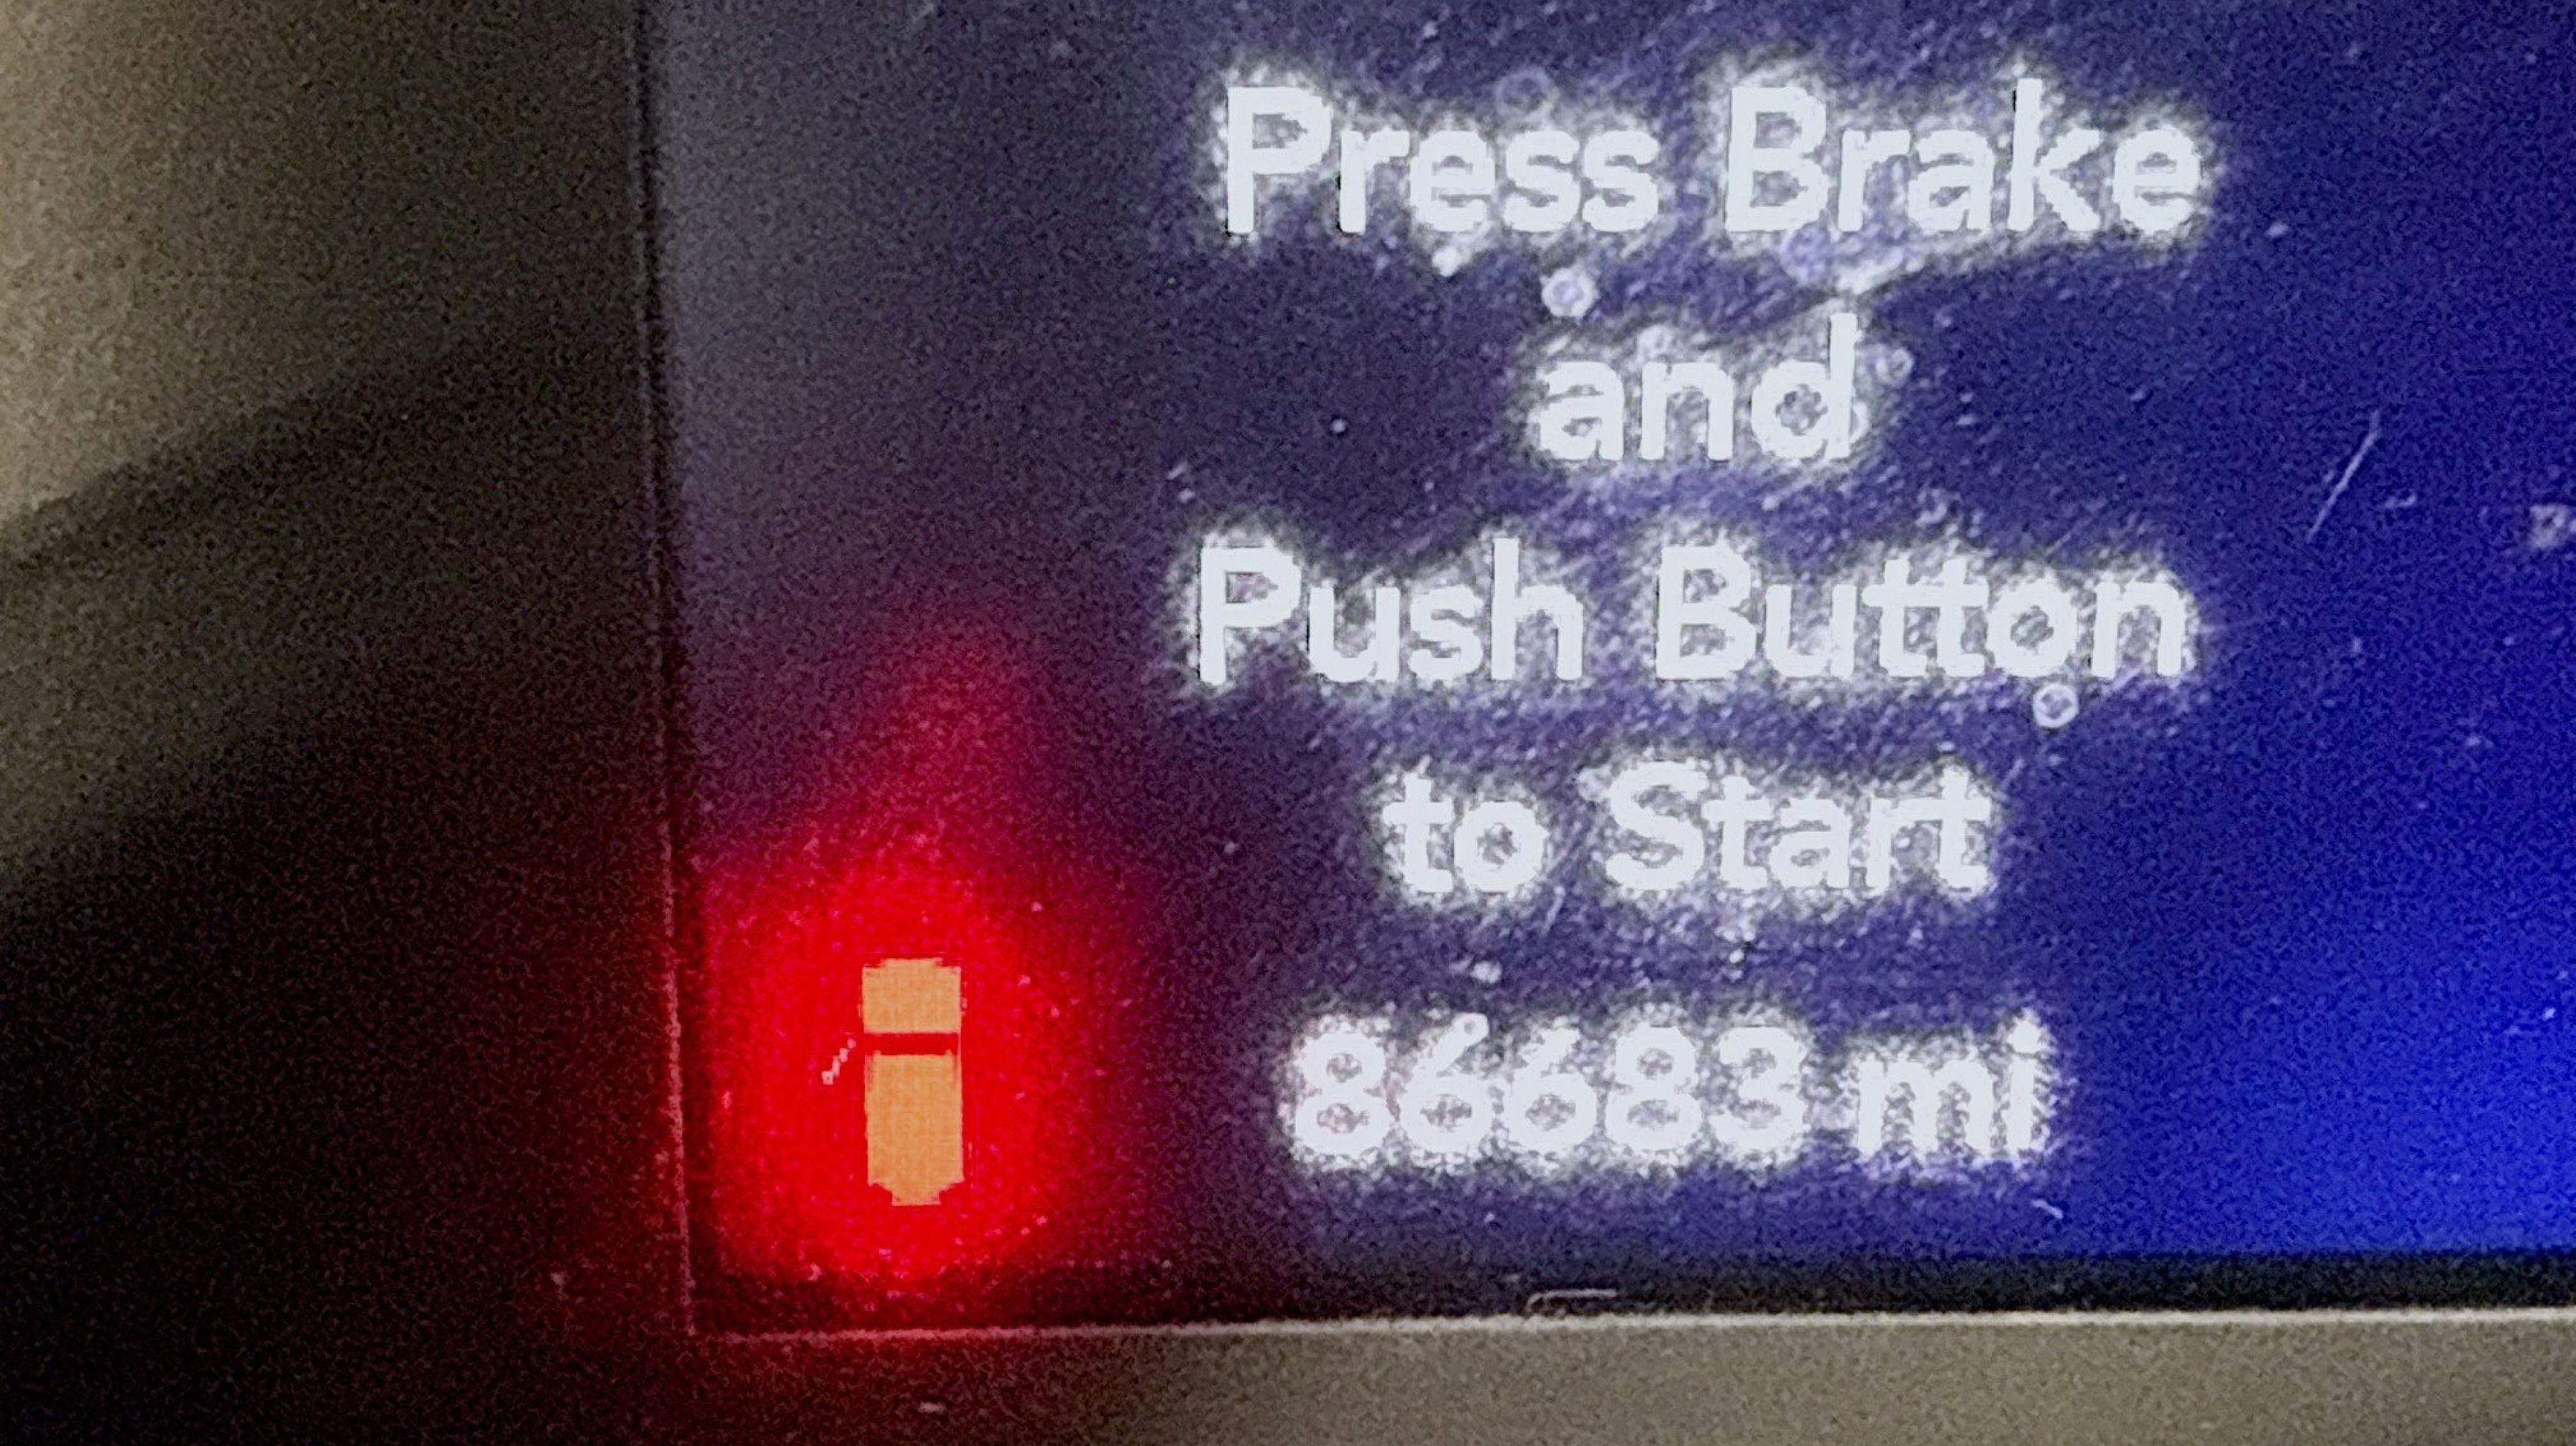 Press Brake
and
Push Button
to Start
86683 mi